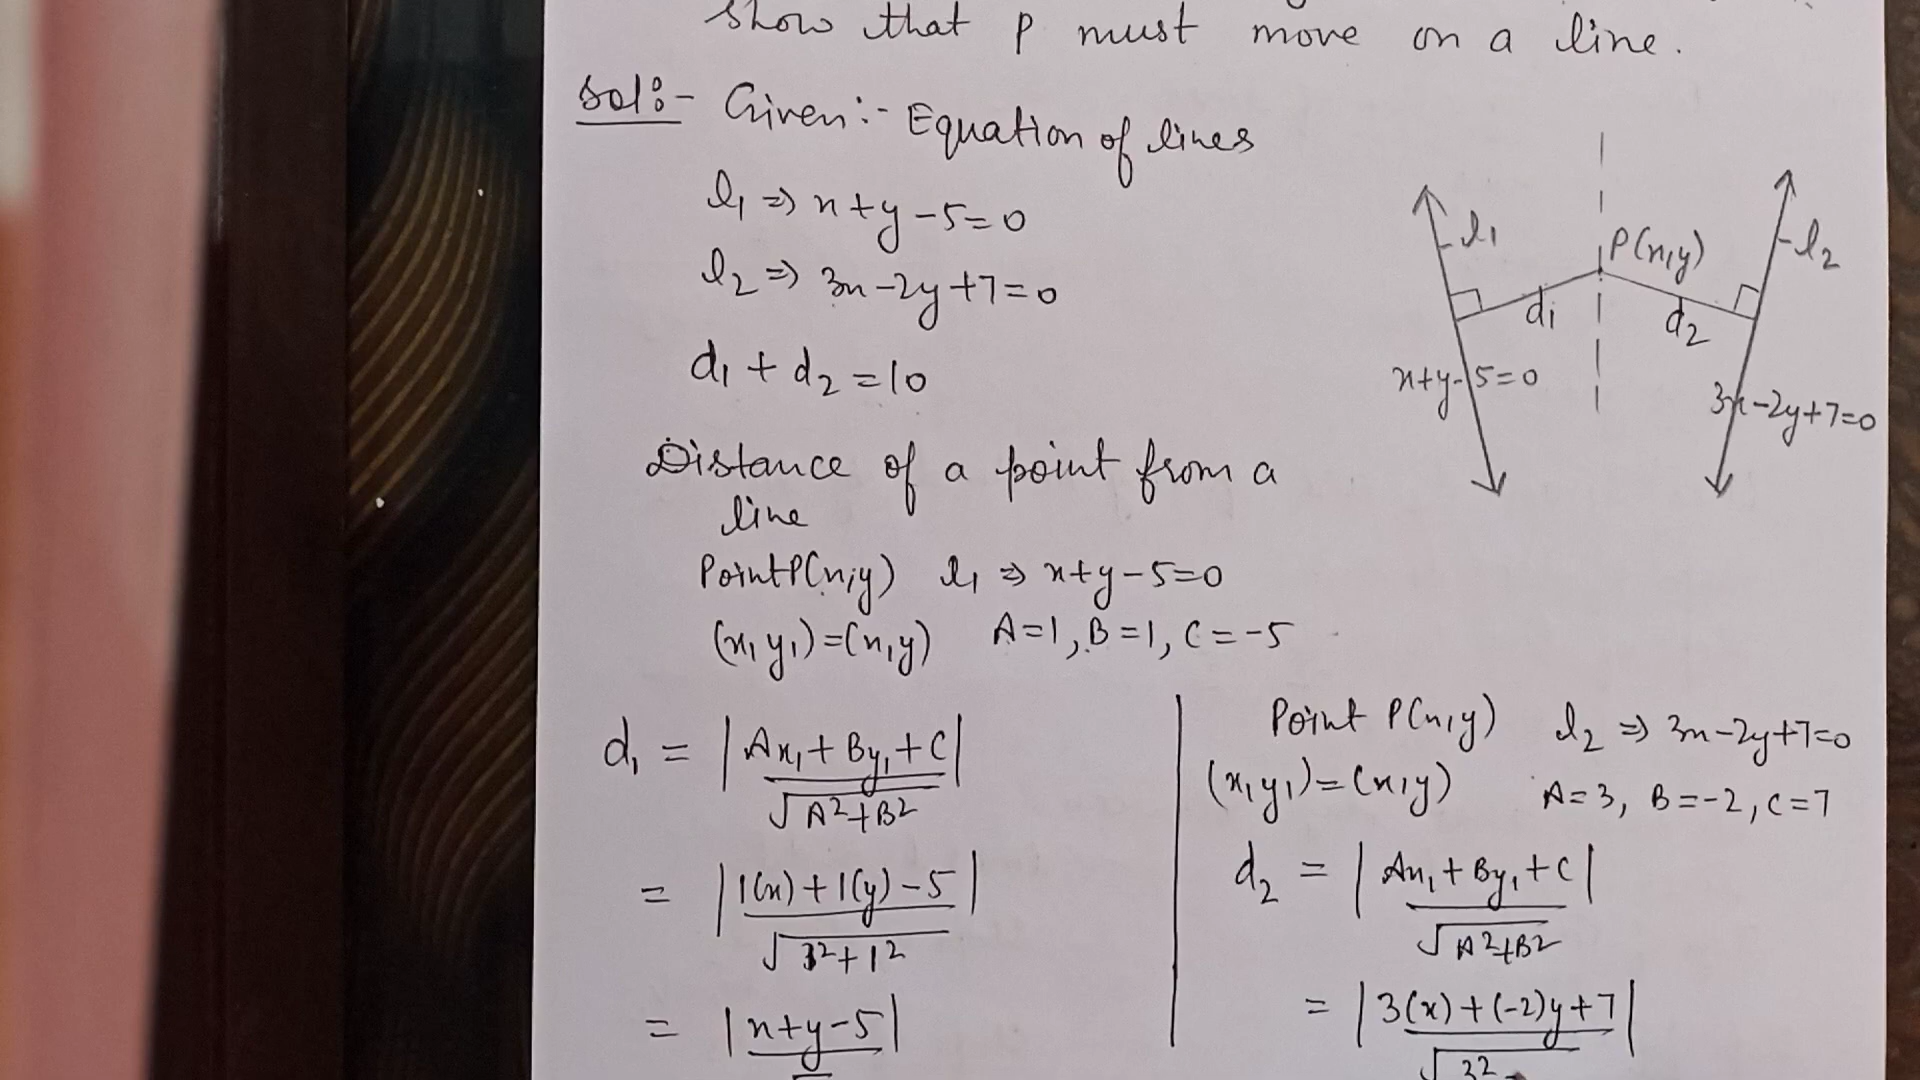 show that P must move on a line.
Sol:- Given:- Equation of lines
l₁ ⇒ x+y-5=0
l₂ ⇒ 3x-2y+7=0
d₁ + d₂ = 10
Distance of a point from a
line
Point P(x,y) l₁ ⇒ x+y-5=0
(x₁ y₁)=(x,y) A=1, B=1, C=-5
d₁ = |Ax₁+By₁+C|
√A²+B²
= |1(x)+1(y)-5|
√3²+1²
= |x+y-5|
Point P(x,y) l₂ ⇒ 3x-2y+7=0
(x₁ y₁)=(x,y) A=3, B=-2, C=7
d₂ = |Ax₁+By₁+C|
√A²+B²
= |3(x)+(-2)y+7|
√3²
l₁
P(x,y)
l₂
d₁
d₂
x+y-5=0
3x-2y+7=0